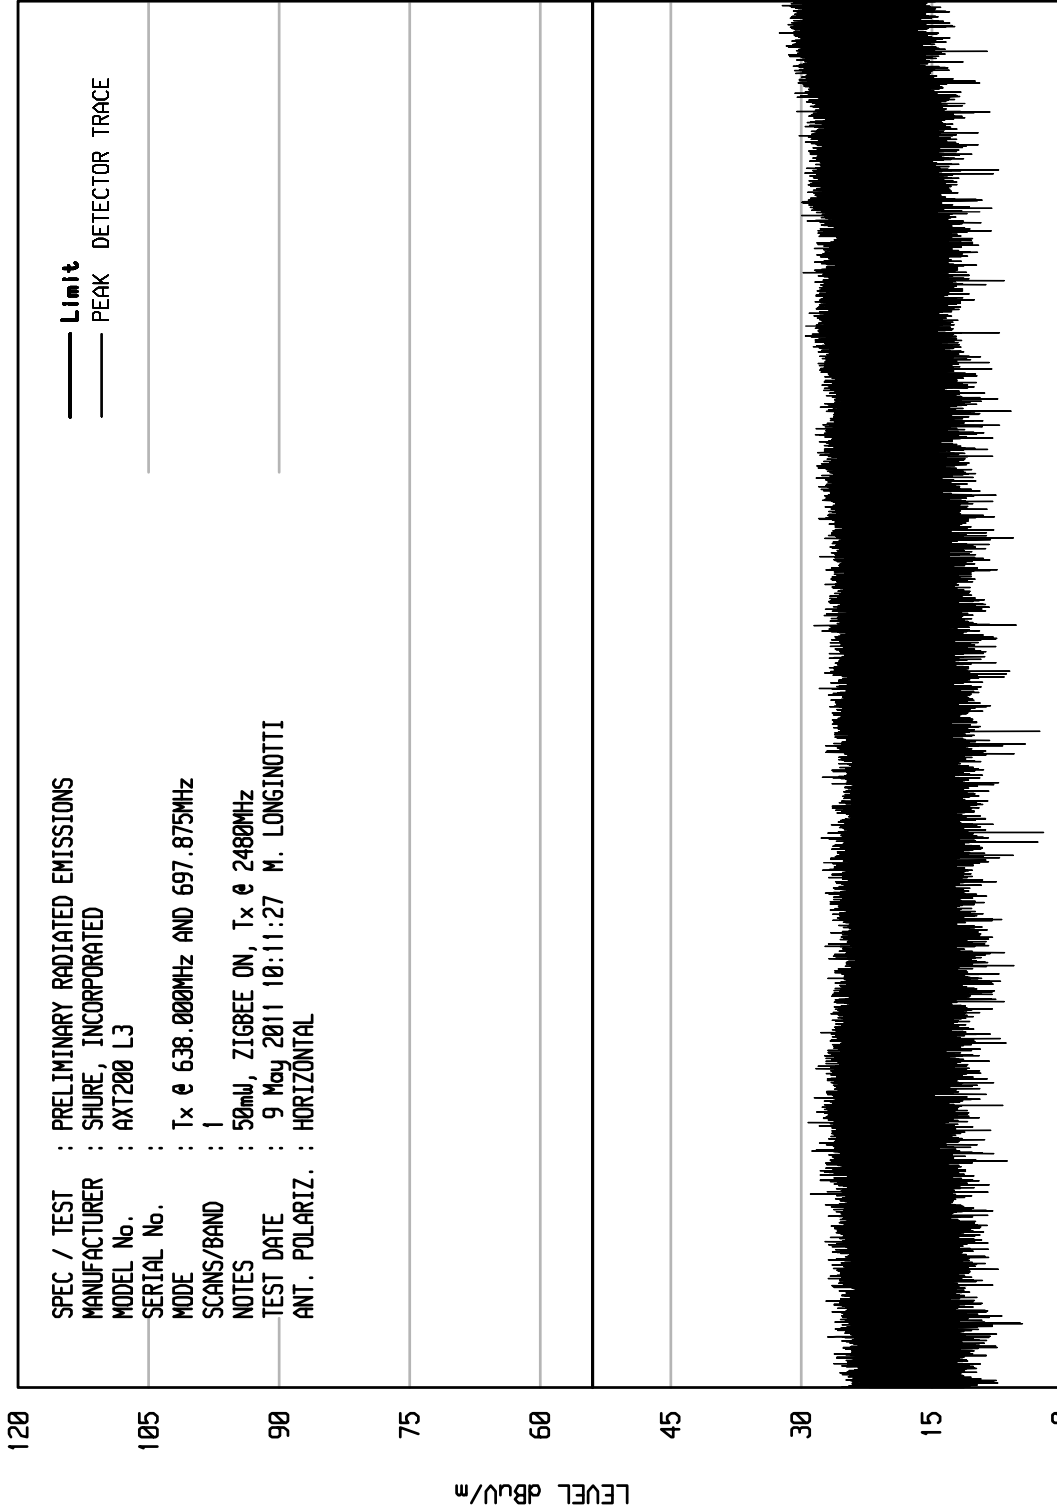 SPEC / TEST : PRELIMINARY RADIATED EMISSIONS
MANUFACTURER : SHURE, INCORPORATED
MODEL No. : AXT200 L3
SERIAL No. :
MODE : Tx @ 638.000MHz AND 697.875MHz
SCANS/BAND : 1
NOTES : 50mW, ZIGBEE ON, Tx @ 2480MHz
TEST DATE : 9 May 2011 10:11:27 M. LONGINOTTI
ANT. POLARIZ. : HORIZONTAL
Limit
PEAK DETECTOR TRACE
120
105
90
75
60
45
30
15
LEVEL dBuV/m